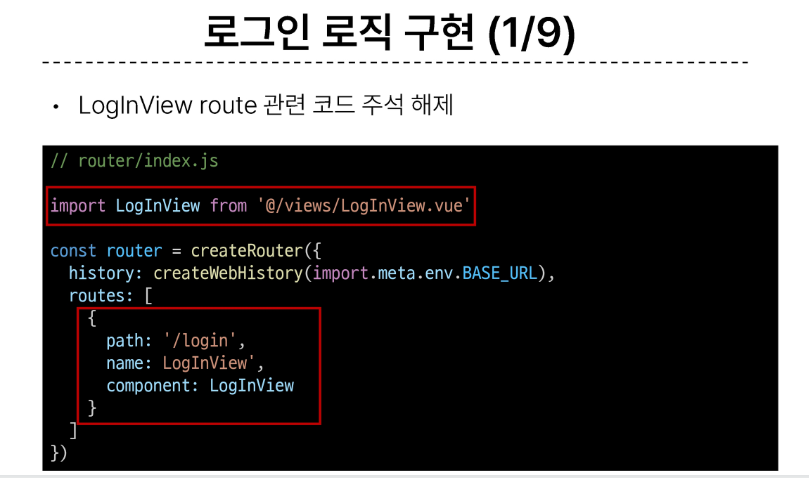 로그인 로직 구현 (1/9)
• LogInView route 관련 코드 주석 해제
// router/index.js
import LogInView from '@/views/LogInView.vue'
const router = createRouter({
  history: createWebHistory(import.meta.env.BASE_URL),
  routes: [
    {
      path: '/login',
      name: LogInView',
      component: LogInView
    }
  ]
})